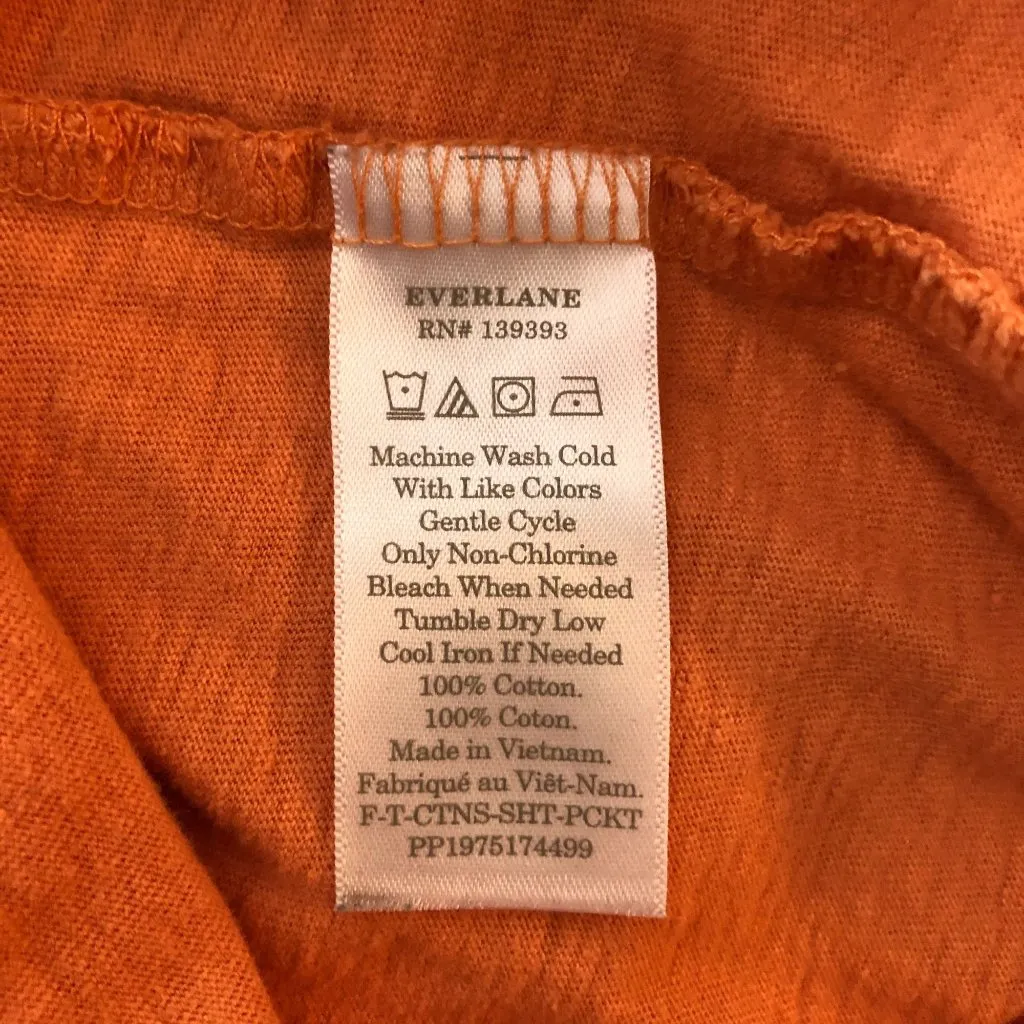 EVERLANE
RN# 139393
Machine Wash Cold
With Like Colors
Gentle Cycle
Only Non-Chlorine
Bleach When Needed
Tumble Dry Low
Cool Iron If Needed
100% Cotton.
100% Coton.
Made in Vietnam.
Fabriqué au Viêt-Nam.
F-T-CTNS-SHT-PCKT
PP1975174499